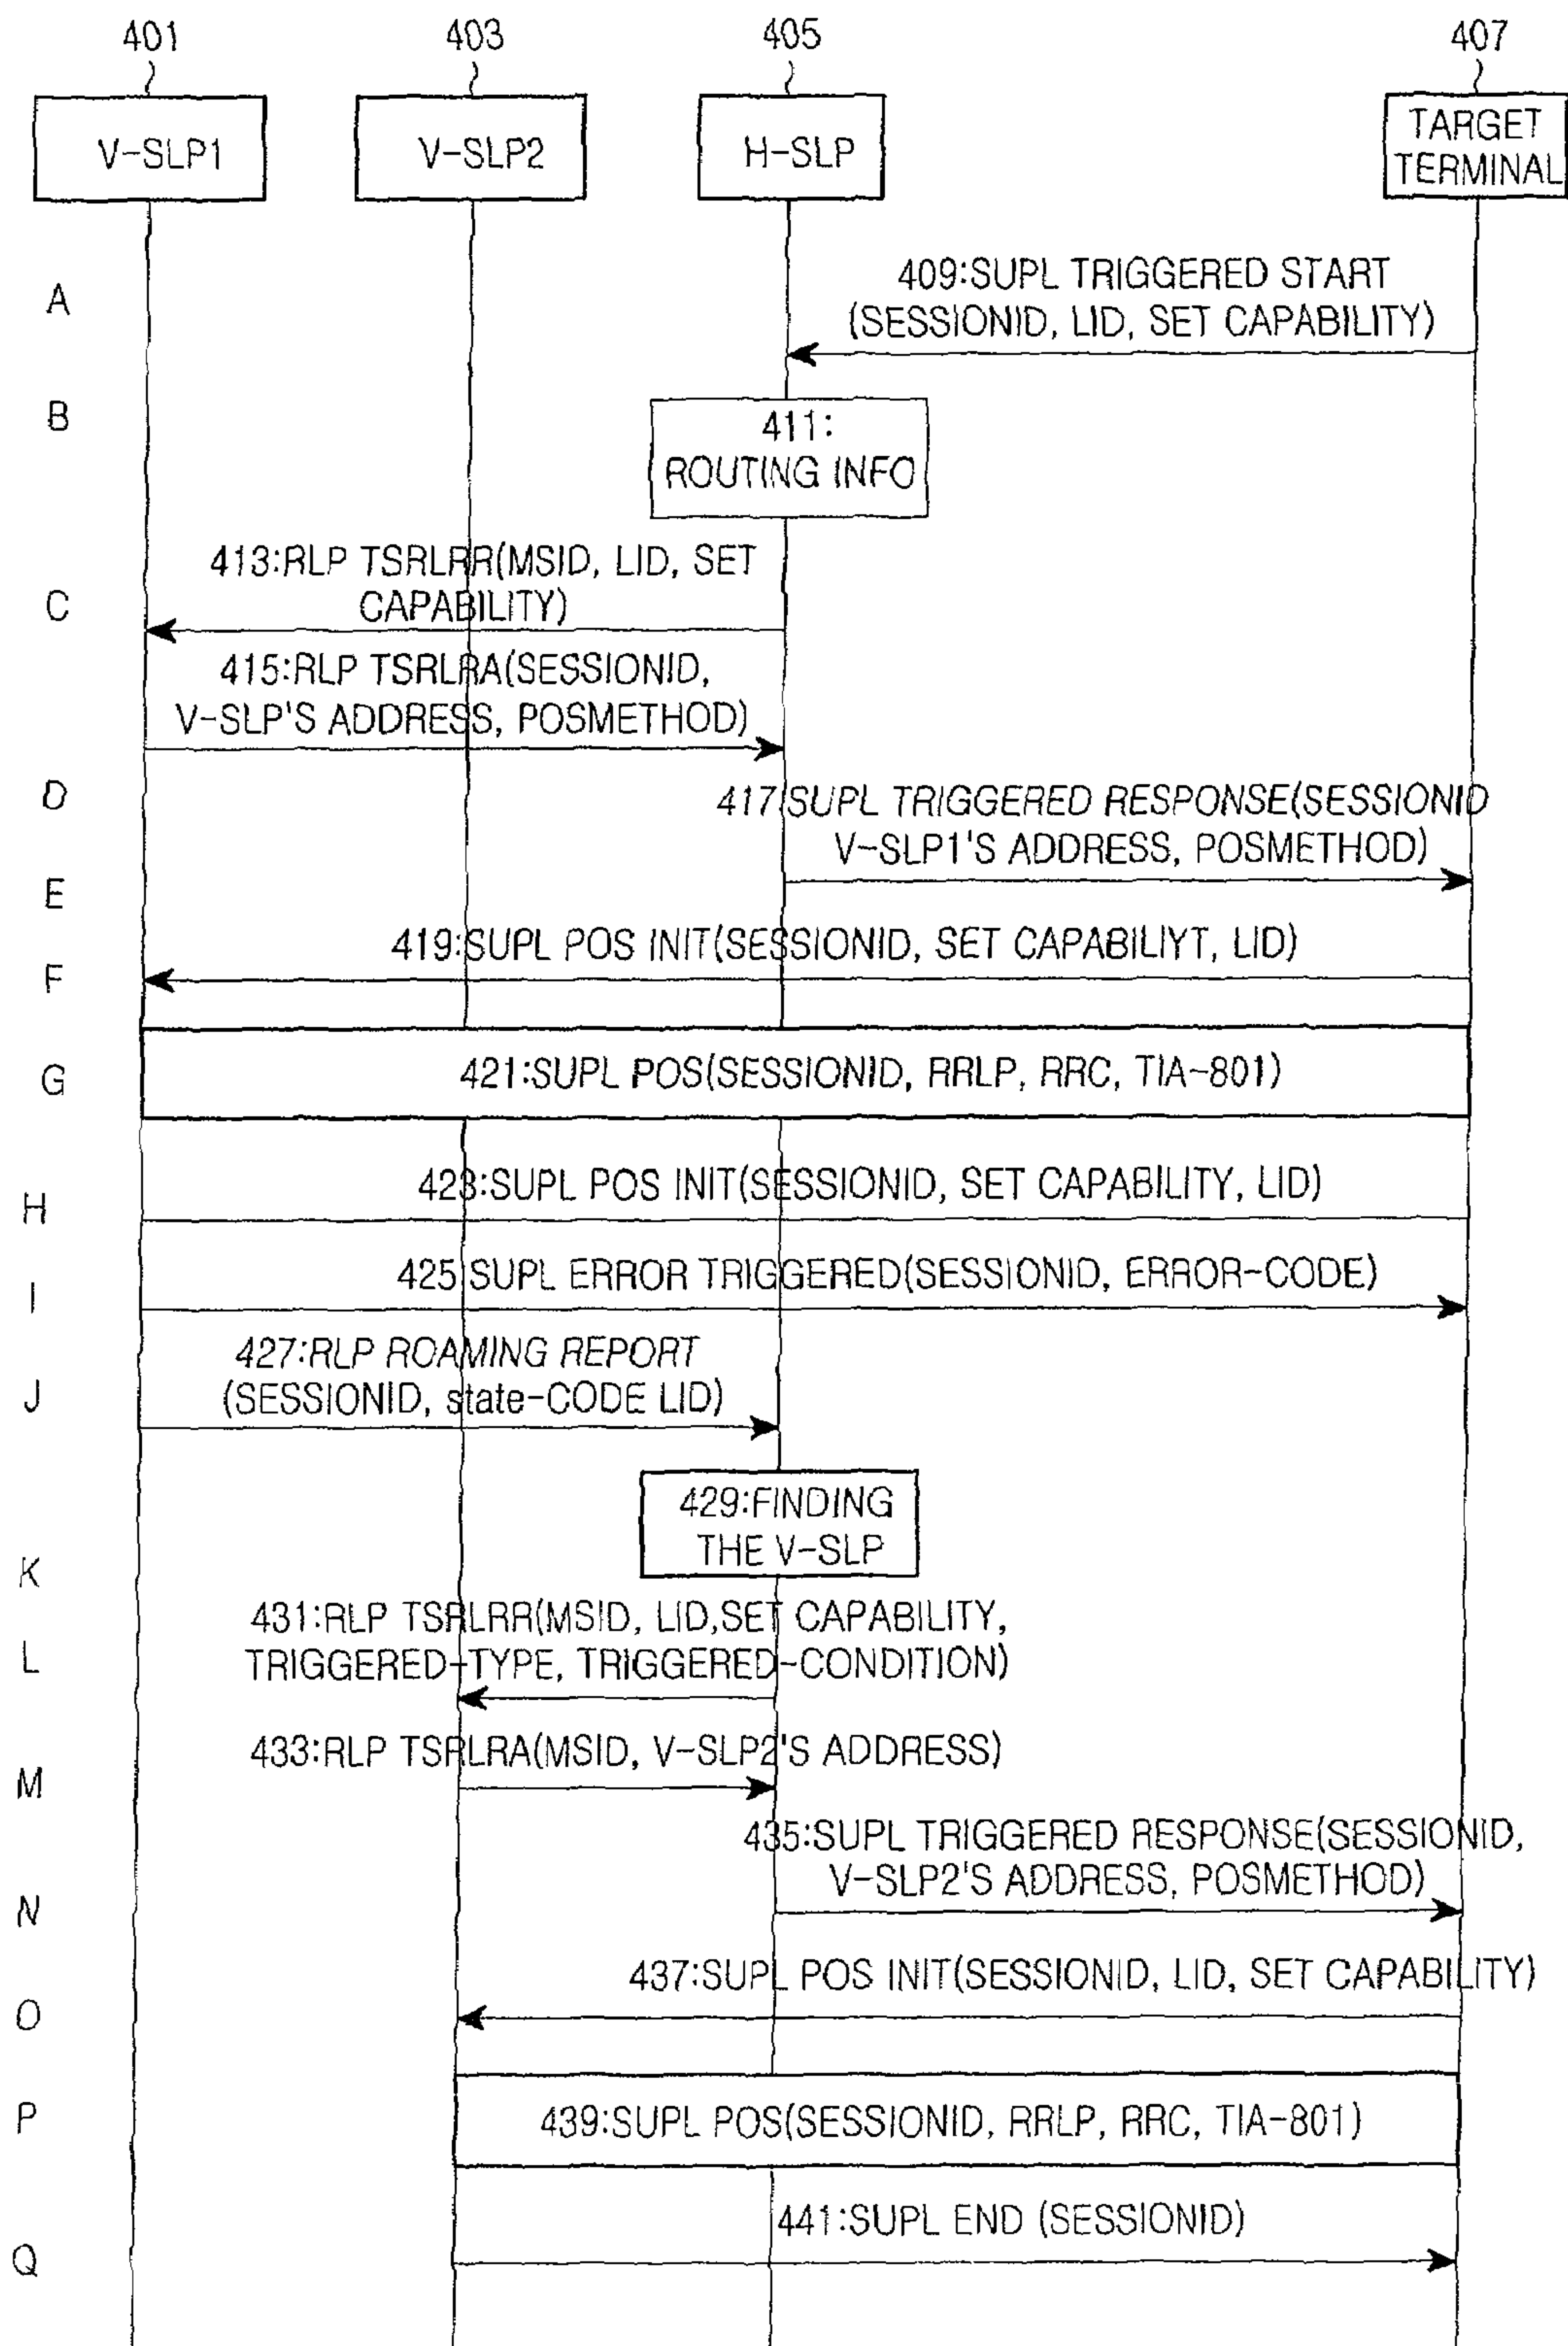 401
403
405
407
V-SLP1
V-SLP2
H-SLP
TARGET
TERMINAL
A
409:SUPL TRIGGERED START
(SESSIONID, LID, SET CAPABILITY)
B
411:
ROUTING INFO
413:RLP TSRLRR(MSID, LID, SET
CAPABILITY)
C
415:RLP TSRLRA(SESSIONID,
V-SLP'S ADDRESS, POSMETHOD)
D
417:SUPL TRIGGERED RESPONSE(SESSIONID
V-SLP1'S ADDRESS, POSMETHOD)
E
419:SUPL POS INIT(SESSIONID, SET CAPABILIYT, LID)
F
G
421:SUPL POS(SESSIONID, RRLP, RRC, TIA-801)
423:SUPL POS INIT(SESSIONID, SET CAPABILITY, LID)
H
425:SUPL ERROR TRIGGERED(SESSIONID, ERROR-CODE)
I
427:RLP ROAMING REPORT
(SESSIONID, state-CODE LID)
J
429:FINDING
THE V-SLP
K
431:RLP TSRLRR(MSID, LID,SET CAPABILITY,
TRIGGERED-TYPE, TRIGGERED-CONDITION)
L
433:RLP TSRLRA(MSID, V-SLP2'S ADDRESS)
M
435:SUPL TRIGGERED RESPONSE(SESSIONID,
V-SLP2'S ADDRESS, POSMETHOD)
N
437:SUPL POS INIT(SESSIONID, LID, SET CAPABILITY)
O
P
439:SUPL POS(SESSIONID, RRLP, RRC, TIA-801)
441:SUPL END (SESSIONID)
Q